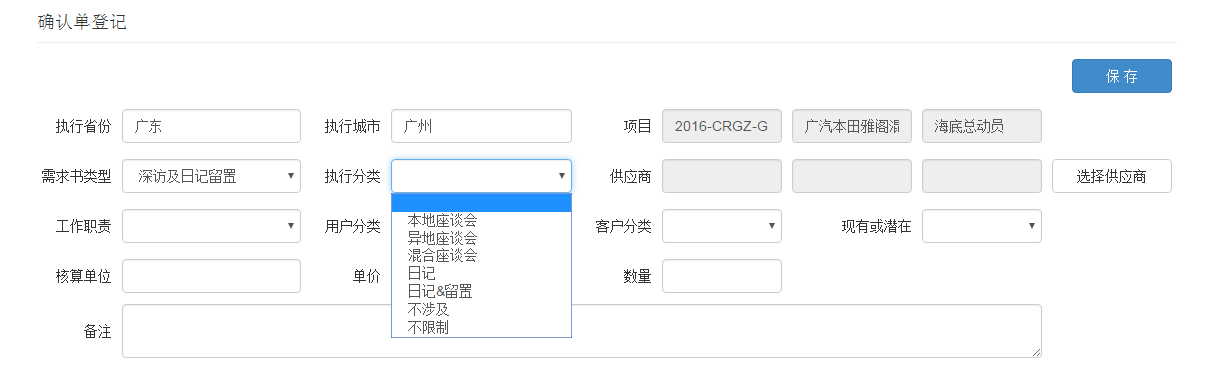 确认单登记
保 存
执行省份 广东 执行城市 广州 项目 2016-CRGZ-G 广汽本田雅阁 海底总动员
需求书类型 深访及日记留置 执行分类 供应商 选择供应商
工作职责 用户分类 客户分类 现有或潜在
本地座谈会
异地座谈会
混合座谈会
日记
日记&留置
不涉及
不限制
核算单位 单价 数量
备注